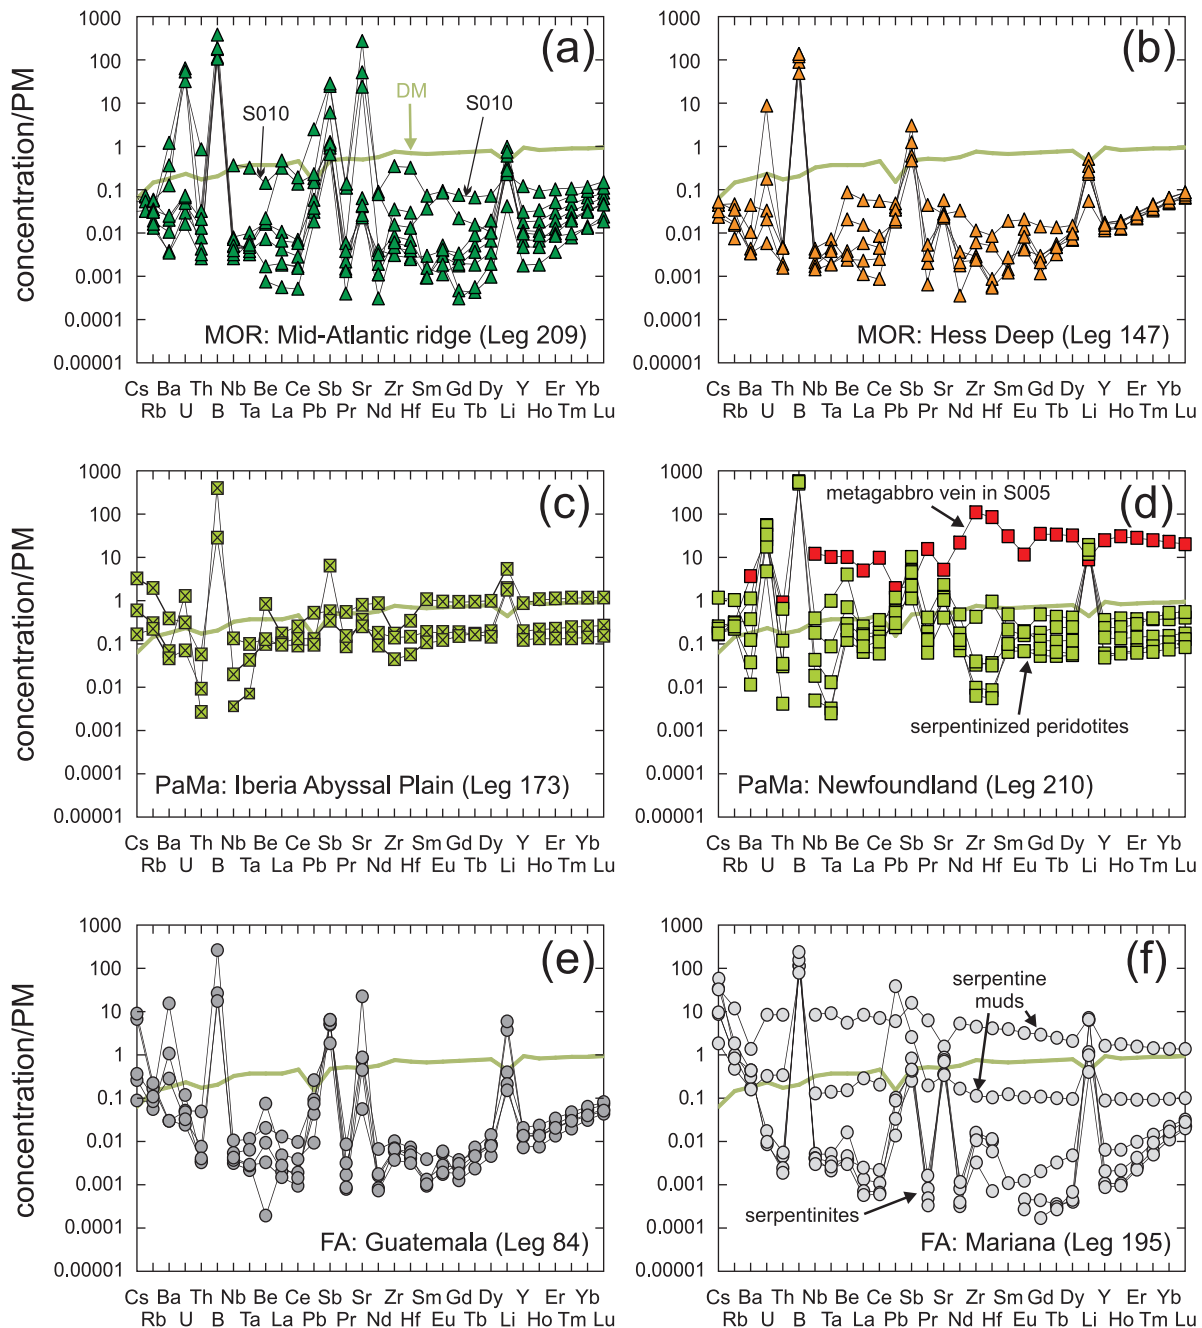 1000
100
10
1
0.1
0.01
0.001
0.0001
0.00001
concentration/PM
(a)
S010
DM
S010
MOR: Mid-Atlantic ridge (Leg 209)
Cs Ba Th Nb Be Ce Sb Sr Zr Sm Gd Dy Y Er Yb
Rb U B Ta La Pb Pr Nd Hf Eu Tb Li Ho Tm Lu
1000
100
10
1
0.1
0.01
0.001
0.0001
0.00001
(b)
MOR: Hess Deep (Leg 147)
Cs Ba Th Nb Be Ce Sb Sr Zr Sm Gd Dy Y Er Yb
Rb U B Ta La Pb Pr Nd Hf Eu Tb Li Ho Tm Lu
1000
100
10
1
0.1
0.01
0.001
0.0001
0.00001
concentration/PM
(c)
PaMa: Iberia Abyssal Plain (Leg 173)
Cs Ba Th Nb Be Ce Sb Sr Zr Sm Gd Dy Y Er Yb
Rb U B Ta La Pb Pr Nd Hf Eu Tb Li Ho Tm Lu
1000
100
10
1
0.1
0.01
0.001
0.0001
0.00001
(d)
metagabbro vein in S005
serpentinized peridotites
PaMa: Newfoundland (Leg 210)
Cs Ba Th Nb Be Ce Sb Sr Zr Sm Gd Dy Y Er Yb
Rb U B Ta La Pb Pr Nd Hf Eu Tb Li Ho Tm Lu
1000
100
10
1
0.1
0.01
0.001
0.0001
0.00001
concentration/PM
(e)
FA: Guatemala (Leg 84)
Cs Ba Th Nb Be Ce Sb Sr Zr Sm Gd Dy Y Er Yb
Rb U B Ta La Pb Pr Nd Hf Eu Tb Li Ho Tm Lu
1000
100
10
1
0.1
0.01
0.001
0.0001
0.00001
(f)
serpentine
muds
serpentinites
FA: Mariana (Leg 195)
Cs Ba Th Nb Be Ce Sb Sr Zr Sm Gd Dy Y Er Yb
Rb U B Ta La Pb Pr Nd Hf Eu Tb Li Ho Tm Lu